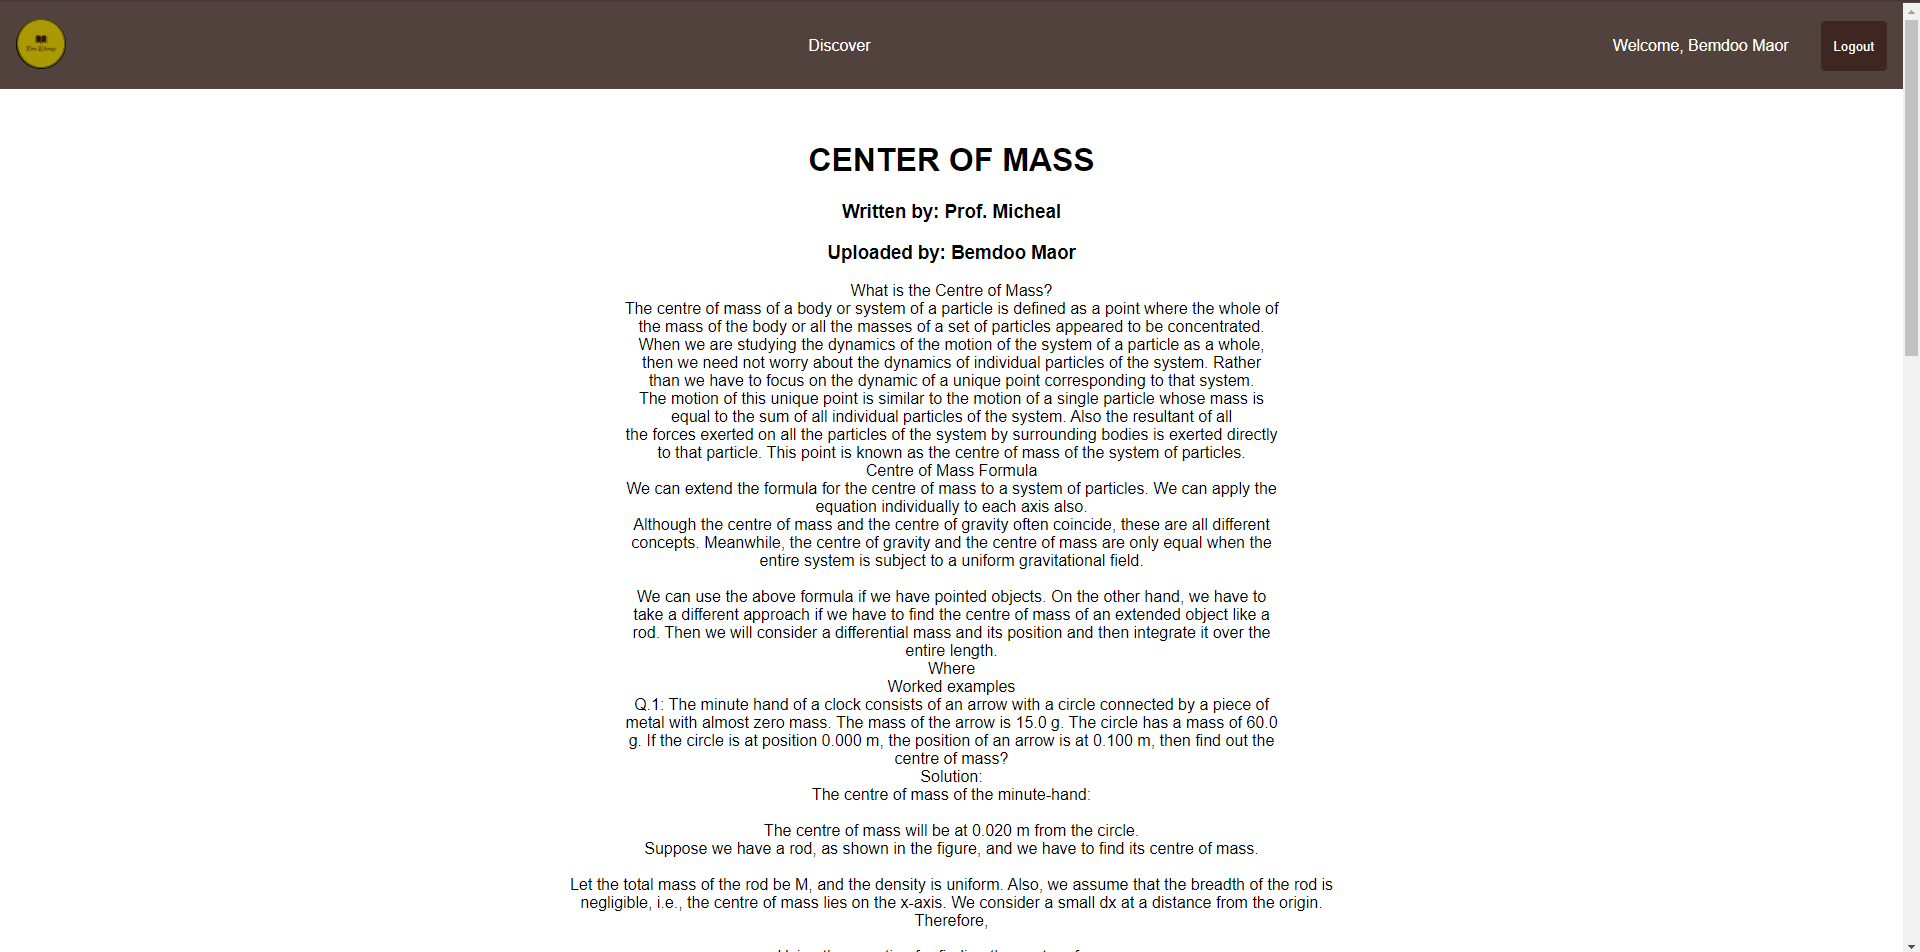 Discover
Welcome, Bemdoo Maor
Logout
CENTER OF MASS
Written by: Prof. Micheal
Uploaded by: Bemdoo Maor
What is the Centre of Mass?
The centre of mass of a body or system of a particle is defined as a point where the whole of
the mass of the body or all the masses of a set of particles appeared to be concentrated.
When we are studying the dynamics of the motion of the system of a particle as a whole,
then we need not worry about the dynamics of individual particles of the system. Rather
than we have to focus on the dynamic of a unique point corresponding to that system.
The motion of this unique point is similar to the motion of a single particle whose mass is
equal to the sum of all individual particles of the system. Also the resultant of all
the forces exerted on all the particles of the system by surrounding bodies is exerted directly
to that particle. This point is known as the centre of mass of the system of particles.
Centre of Mass Formula
We can extend the formula for the centre of mass to a system of particles. We can apply the
equation individually to each axis also.
Although the centre of mass and the centre of gravity often coincide, these are all different
concepts. Meanwhile, the centre of gravity and the centre of mass are only equal when the
entire system is subject to a uniform gravitational field.
We can use the above formula if we have pointed objects. On the other hand, we have to
take a different approach if we have to find the centre of mass of an extended object like a
rod. Then we will consider a differential mass and its position and then integrate it over the
entire length.
Where
Worked examples
Q.1: The minute hand of a clock consists of an arrow with a circle connected by a piece of
metal with almost zero mass. The mass of the arrow is 15.0 g. The circle has a mass of 60.0
g. If the circle is at position 0.000 m, the position of an arrow is at 0.100 m, then find out the
centre of mass?
Solution:
The centre of mass of the minute-hand:
The centre of mass will be at 0.020 m from the circle.
Suppose we have a rod, as shown in the figure, and we have to find its centre of mass.
Let the total mass of the rod be M, and the density is uniform. Also, we assume that the breadth of the rod is
negligible, i.e., the centre of mass lies on the x-axis. We consider a small dx at a distance from the origin.
Therefore,